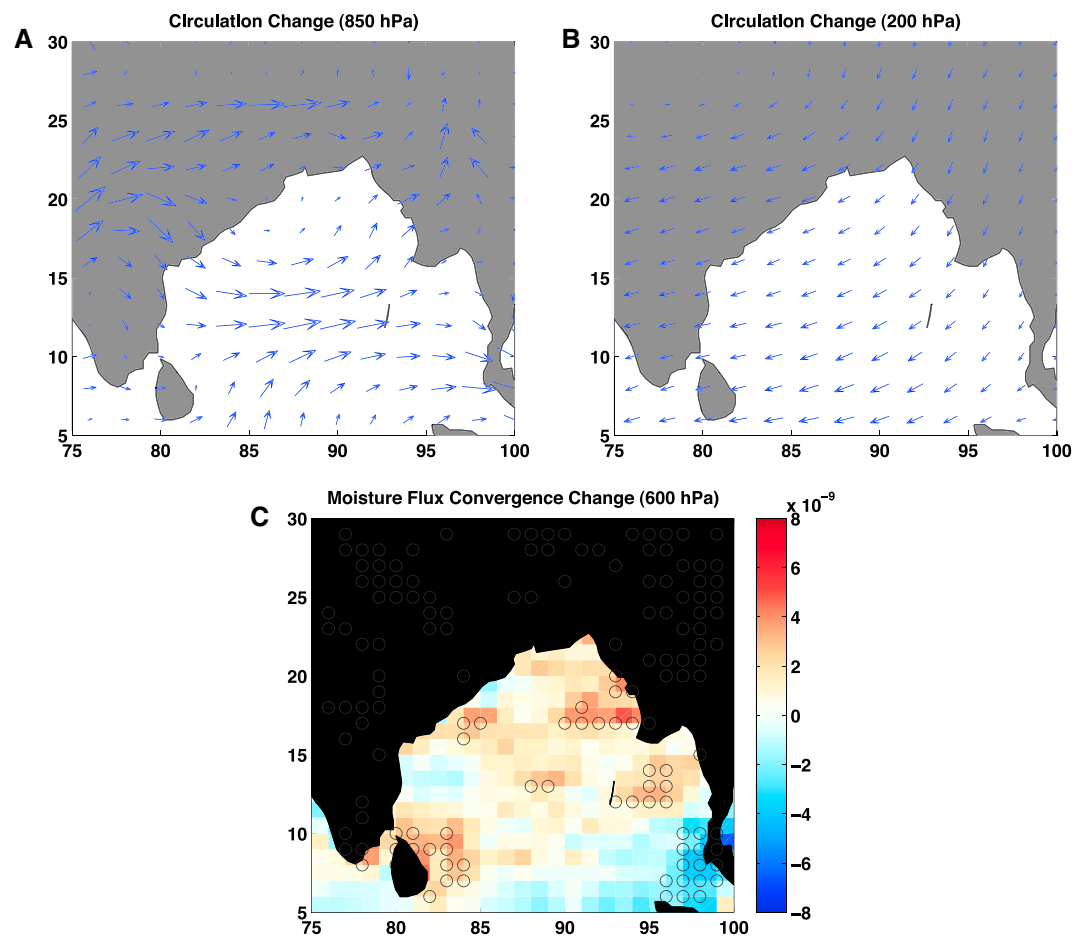 CIrculation Change (850 hPa)
A
30
25
20
15
10
5
75 80 85 90 95 100
CIrculation Change (200 hPa)
B
30
25
20
15
10
5
75 80 85 90 95 100
Moisture Flux Convergence Change (600 hPa)
C
30
25
20
15
10
5
75 80 85 90 95 100
x 10⁻⁹
8
6
4
2
0
−2
−4
−6
−8